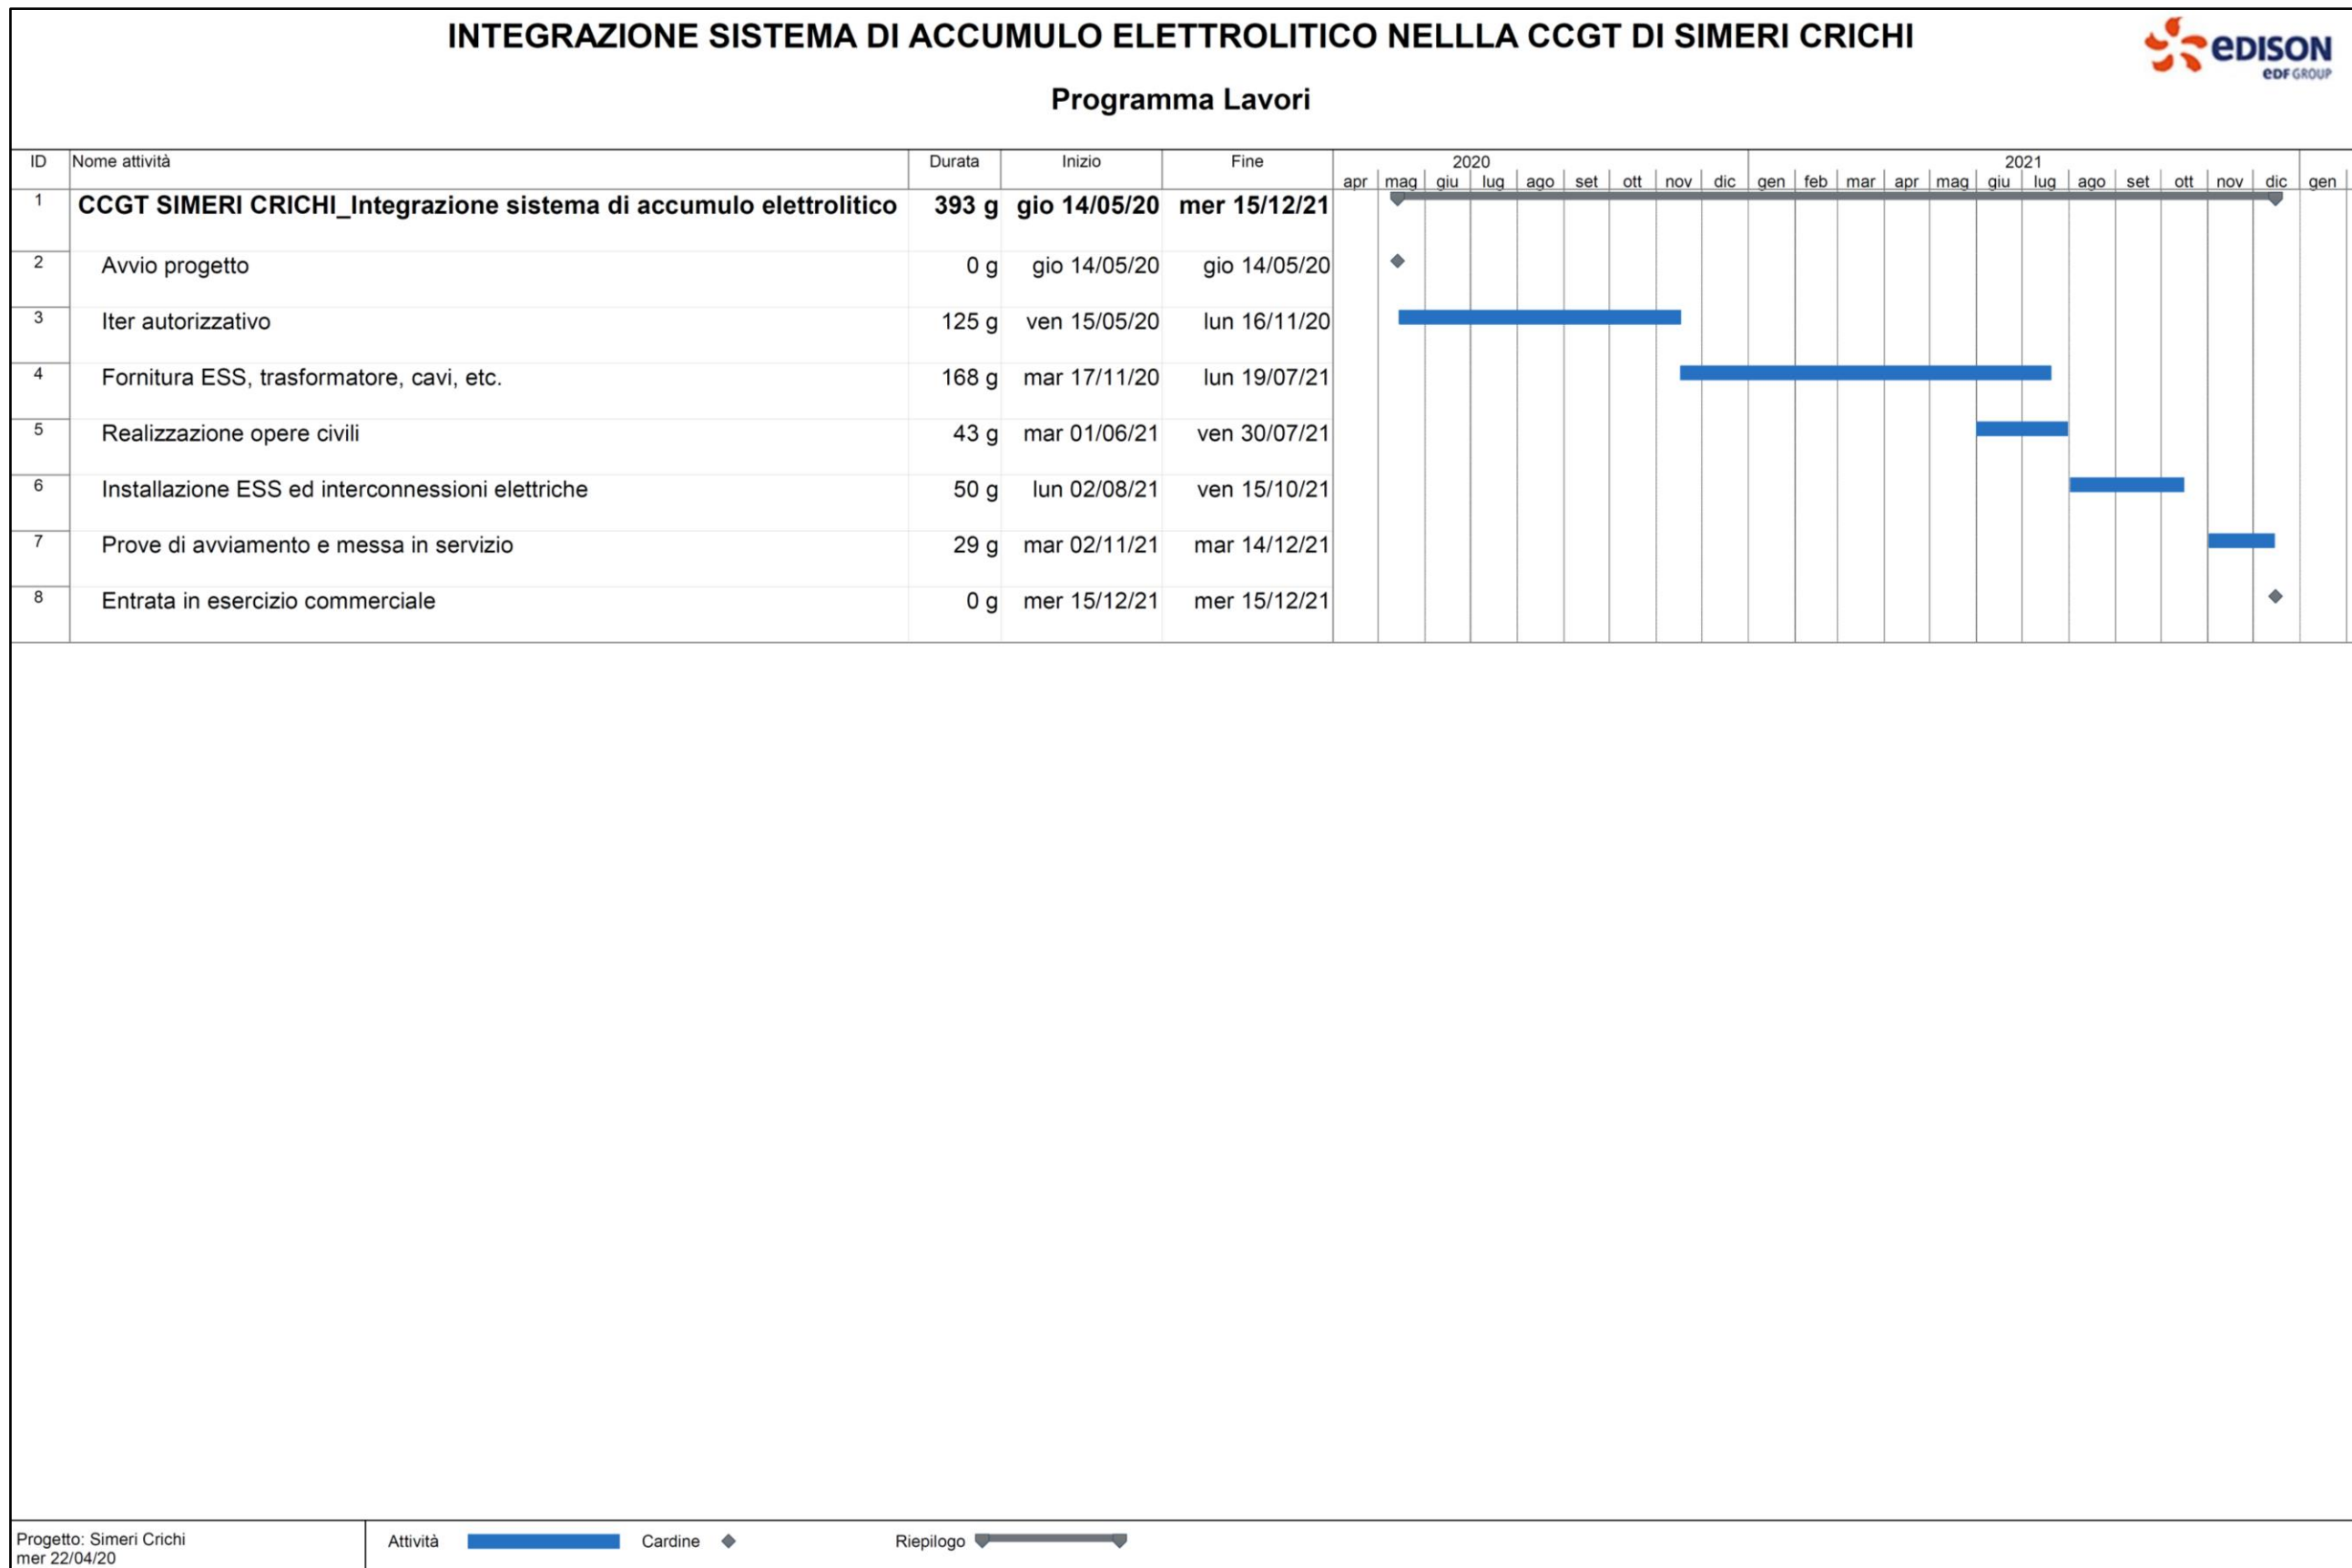 INTEGRAZIONE SISTEMA DI ACCUMULO ELETTROLITICO NELLLA CCGT DI SIMERI CRICHI
eDISON
eDF GROUP
Programma Lavori
ID Nome attività Durata Inizio Fine 2020 2021
apr mag giu lug ago set ott nov dic gen feb mar apr mag giu lug ago set ott nov dic gen
1 CCGT SIMERI CRICHI_Integrazione sistema di accumulo elettrolitico 393 g gio 14/05/20 mer 15/12/21
2 Avvio progetto 0 g gio 14/05/20 gio 14/05/20
3 Iter autorizzativo 125 g ven 15/05/20 lun 16/11/20
4 Fornitura ESS, trasformatore, cavi, etc. 168 g mar 17/11/20 lun 19/07/21
5 Realizzazione opere civili 43 g mar 01/06/21 ven 30/07/21
6 Installazione ESS ed interconnessioni elettriche 50 g lun 02/08/21 ven 15/10/21
7 Prove di avviamento e messa in servizio 29 g mar 02/11/21 mar 14/12/21
8 Entrata in esercizio commerciale 0 g mer 15/12/21 mer 15/12/21
Progetto: Simeri Crichi
mer 22/04/20
Attività Cardine Riepilogo